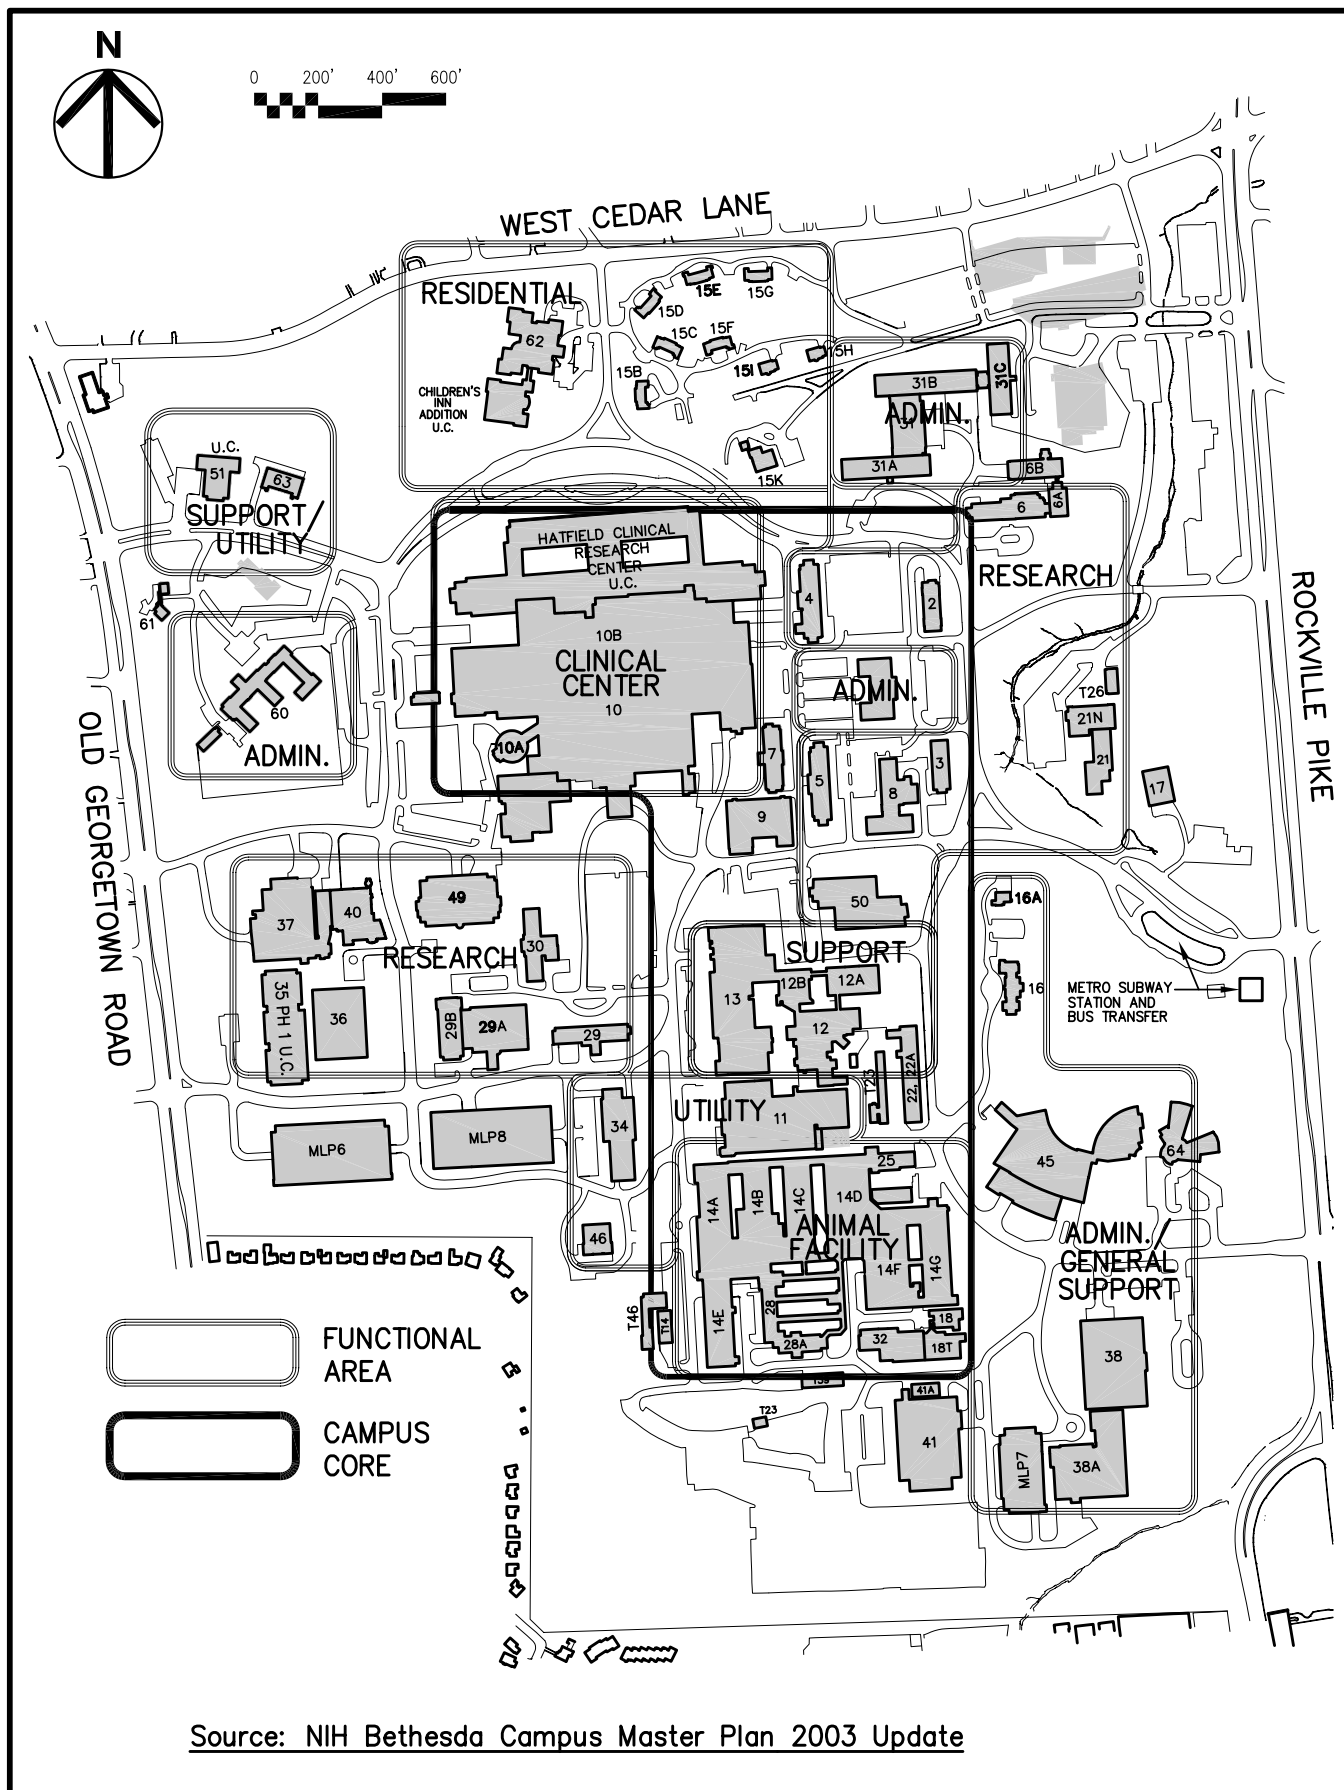 N
0 200' 400' 600'
WEST CEDAR LANE
RESIDENTIAL
15E
15G
15D
15C
15F
62
15H
15I
15B
31B
31C
CHILDREN'S
INN
ADDITION
U.C.
ADMIN.
31
U.C.
51
63
31A
6B
15K
6A
6
SUPPORT/
UTILITY
HATFIELD CLINICAL
RESEARCH
CENTER
U.C.
RESEARCH
4
2
61
10B
CLINICAL
CENTER
10
ADMIN.
T26
60
21N
ADMIN.
10A
7
5
8
3
21
17
9
OLD GEORGETOWN ROAD
ROCKVILLE PIKE
49
37
40
50
16A
30
RESEARCH
SUPPORT
12B
12A
13
16
METRO SUBWAY
STATION AND
BUS TRANSFER
35 PH 1 U.C.
36
29B
29A
29
12
T23
22, 22A
UTILITY
11
34
MLP6
MLP8
25
45
64
14A
14B
14C
14D
ANIMAL
FACILITY
46
14F
14G
ADMIN./
GENERAL
SUPPORT
T46
T14
14E
28
28A
32
18
18T
FUNCTIONAL
AREA
38
41A
T23
CAMPUS
CORE
41
MLP7
38A
Source: NIH Bethesda Campus Master Plan 2003 Update